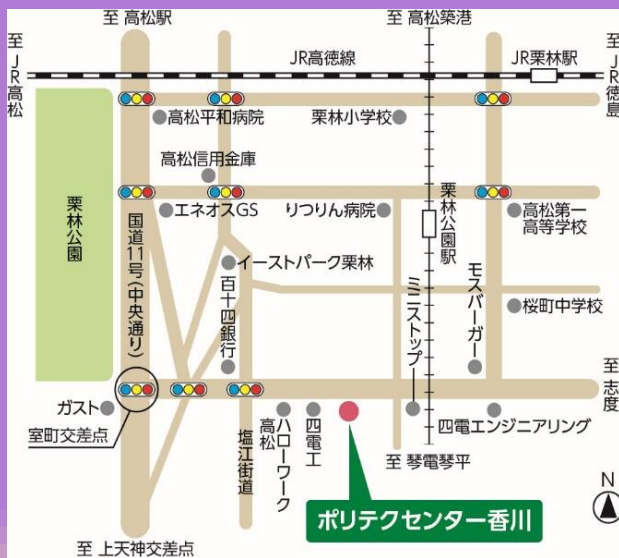 至 高松駅
至 高松築港
至 JR高松
JR高徳線
JR栗林駅
至 JR徳島
高松平和病院
栗林小学校
高松信用金庫
栗林公園
国道11号(中央通り)
エネオスGS
りつりん病院
栗林公園駅
高松第一
高等学校
イーストパーク栗林
百十四銀行
ミニストップ
モスバーガー
桜町中学校
至 志度
ガスト
室町交差点
塩江街道
ハローワーク
高松
四電工
四電エンジニアリング
至 琴電琴平
N
ポリテクセンター香川
至 上天神交差点